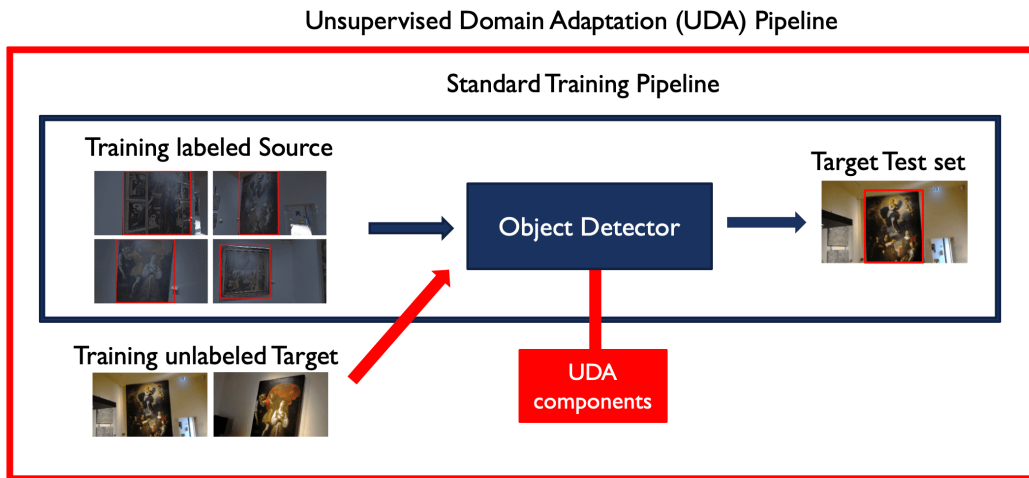 Unsupervised Domain Adaptation (UDA) Pipeline
Standard Training Pipeline
Training labeled Source
Target Test set
Object Detector
Training unlabeled Target
UDA
components